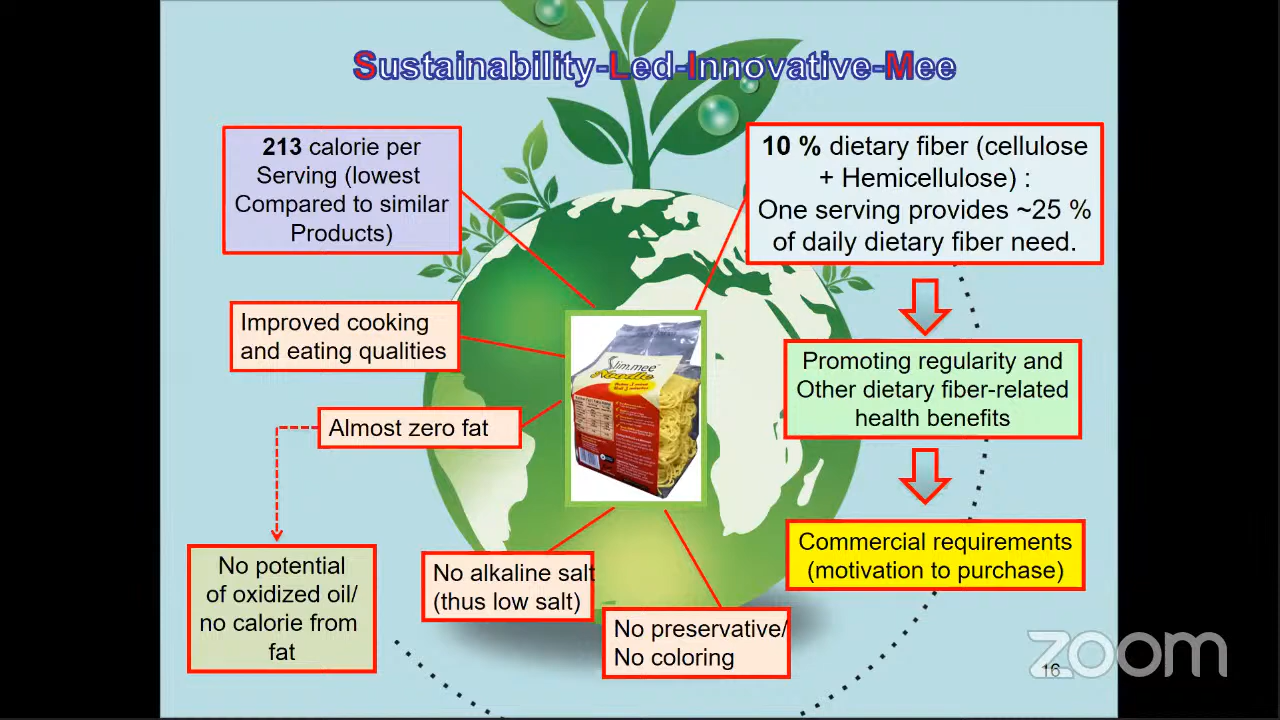 Sustainability-Led-Innovative-Mee
213 calorie per
Serving (lowest
Compared to similar
Products)
10 % dietary fiber (cellulose
+ Hemicellulose) :
One serving provides ~25 %
of daily dietary fiber need.
Improved cooking
and eating qualities
Promoting regularity and
Other dietary fiber-related
health benefits
Almost zero fat
Slim.mee
Noodle
Commercial requirements
(motivation to purchase)
No potential
of oxidized oil/
no calorie from
fat
No alkaline salt
(thus low salt)
No preservative/
No coloring
16
zoom